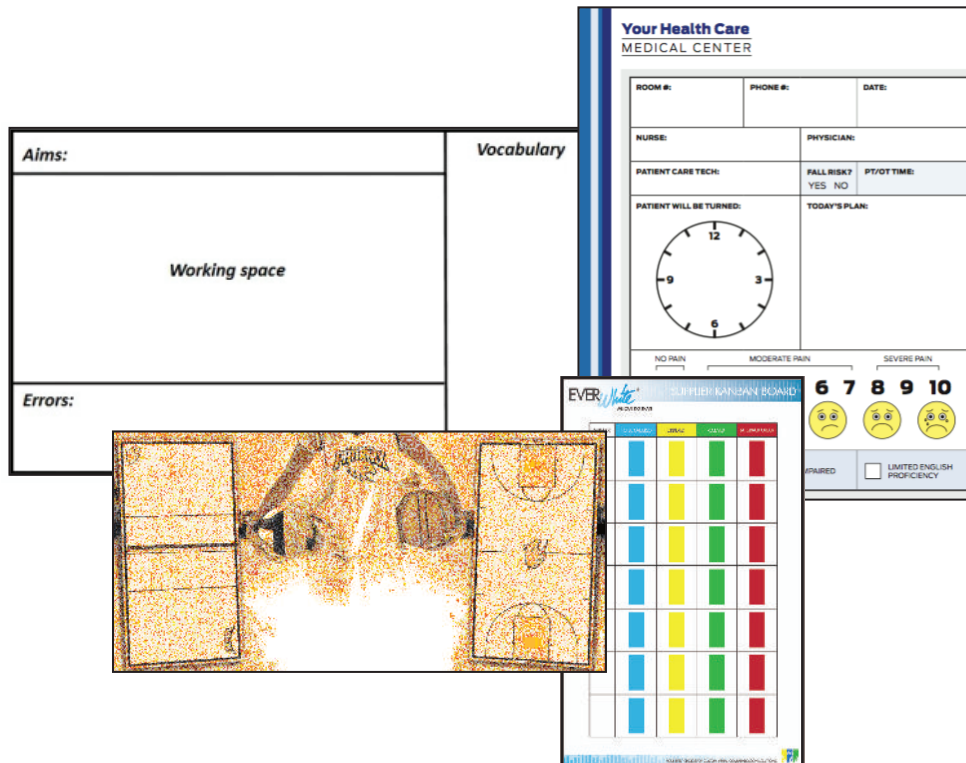 Your Health Care
MEDICAL CENTER
ROOM #:
PHONE #:
DATE:
NURSE:
PHYSICIAN:
PATIENT CARE TECH:
FALL RISK?
YES NO
PT/OT TIME:
PATIENT WILL BE TURNED:
TODAY'S PLAN:
12
9
3
6
NO PAIN
MODERATE PAIN
SEVERE PAIN
6 7 8 9 10
MPAIRED
LIMITED ENGLISH
PROFICIENCY
Aims:
Vocabulary
Working space
Errors:
EVER White
SUPPLIER KANBAN BOARD